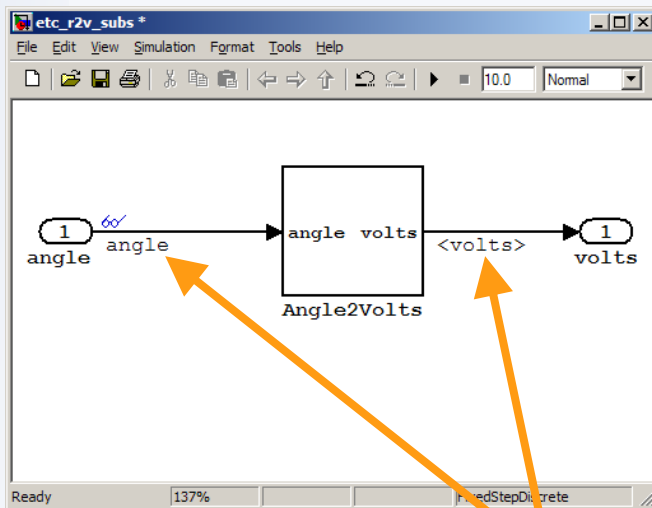 etc_r2v_subs *
File Edit View Simulation Format Tools Help
10.0 Normal
1 1
angle volts
angle angle volts <volts>
Angle2Volts
Ready 137% FixedStepDiscrete